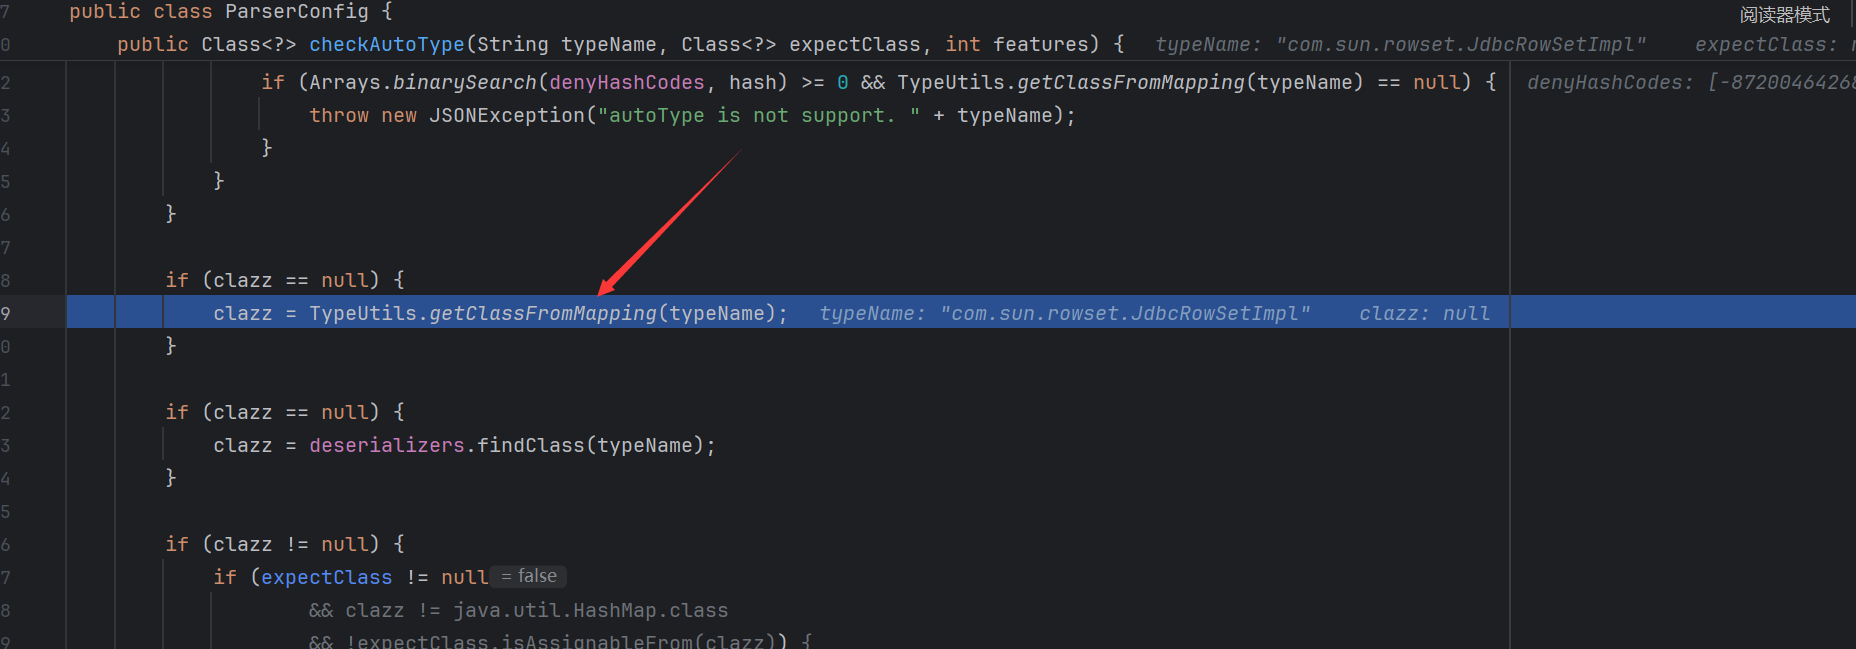 7 public class ParserConfig { 阅读器模式
0 public Class<?> checkAutoType(String typeName, Class<?> expectClass, int features) { typeName: "com.sun.rowset.JdbcRowSetImpl" expectClass:
2 if (Arrays.binarySearch(denyHashCodes, hash) >= 0 && TypeUtils.getClassFromMapping(typeName) == null) { denyHashCodes: [-8720046426
3 throw new JSONException("autoType is not support. " + typeName);
4 }
5 }
6 }
7
8 if (clazz == null) {
9 clazz = TypeUtils.getClassFromMapping(typeName); typeName: "com.sun.rowset.JdbcRowSetImpl" clazz: null
0 }
1
2 if (clazz == null) {
3 clazz = deserializers.findClass(typeName);
4 }
5
6 if (clazz != null) {
7 if (expectClass != null = false
8 && clazz != java.util.HashMap.class
9 && !expectClass.isAssignableFrom(clazz)) {